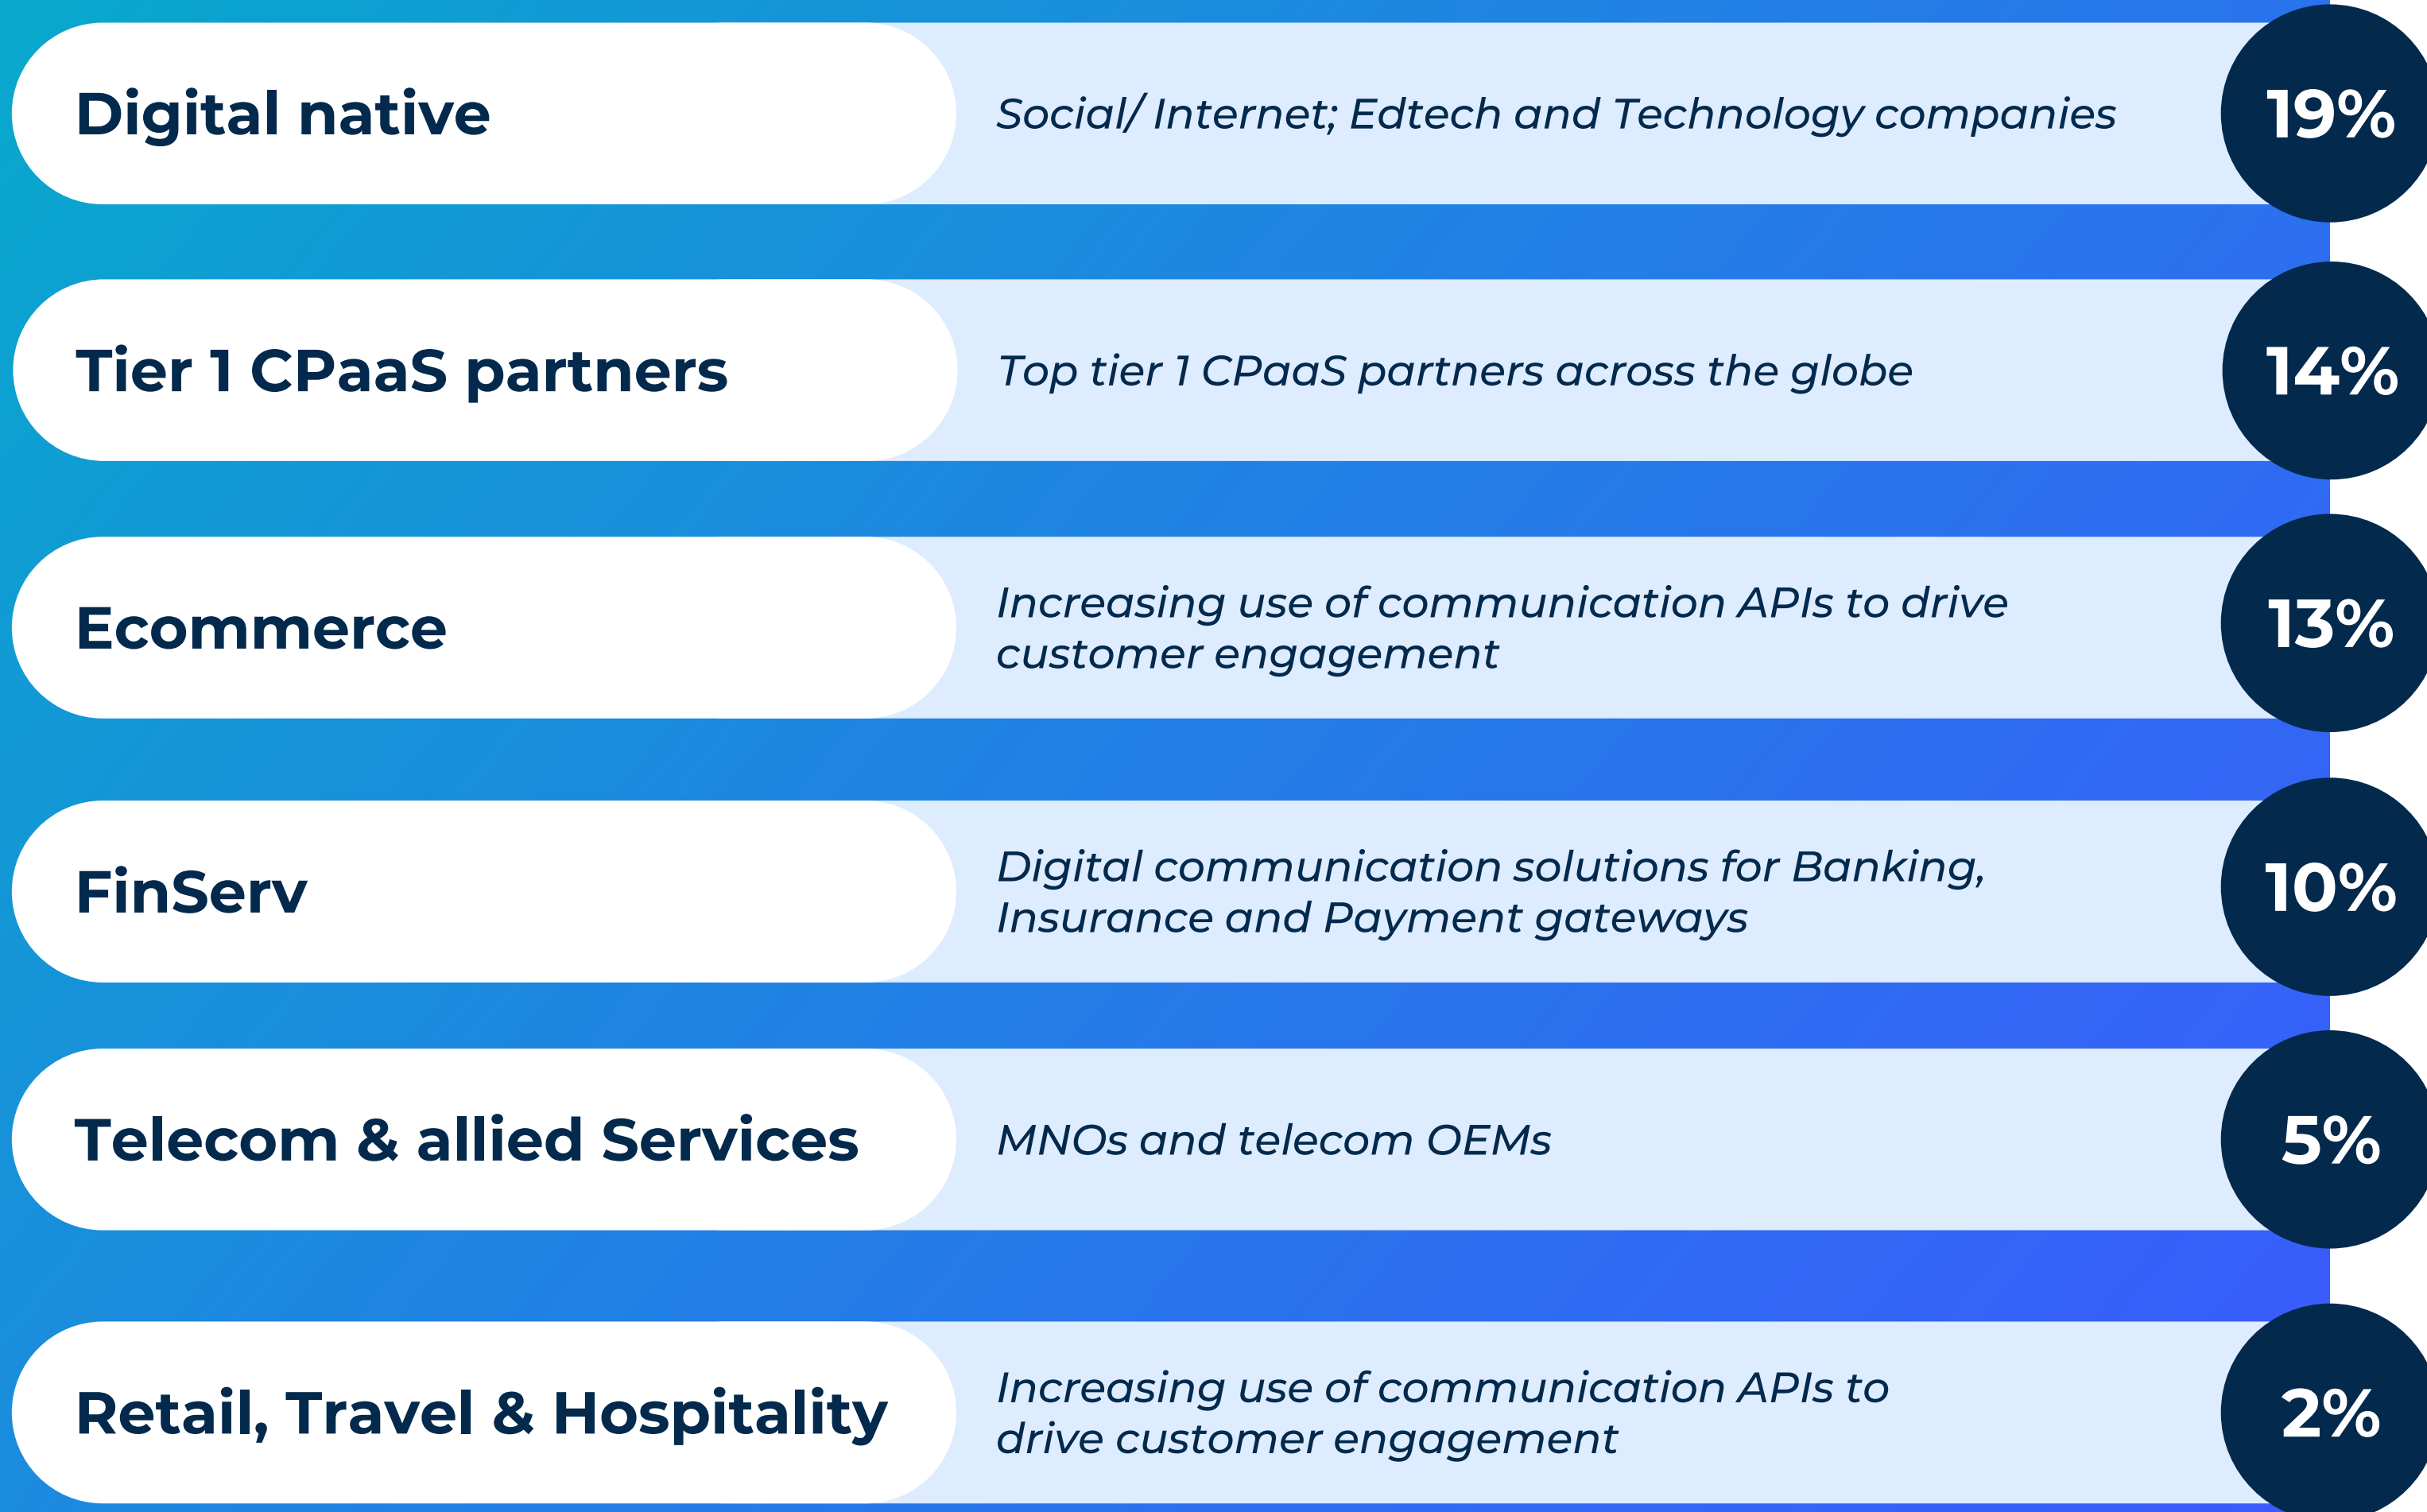 Digital native
Social/ Internet; Edtech and Technology companies
19%
Tier 1 CPaaS partners
Top tier 1 CPaaS partners across the globe
14%
Ecommerce
Increasing use of communication APIs to drive
customer engagement
13%
FinServ
Digital communication solutions for Banking,
Insurance and Payment gateways
10%
Telecom & allied Services
MNOs and telecom OEMs
5%
Retail, Travel & Hospitality
Increasing use of communication APIs to
drive customer engagement
2%